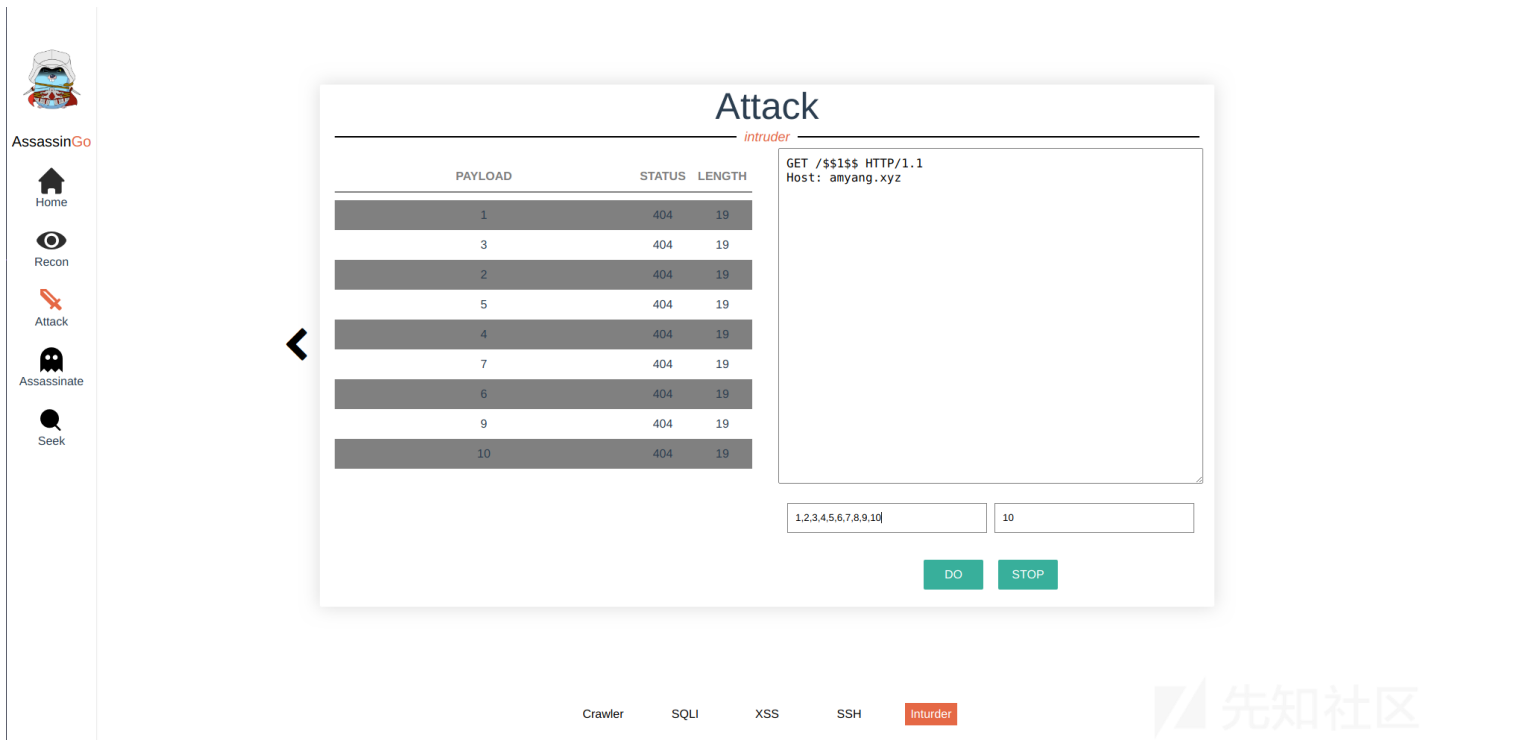 AssassinGo
Home
Recon
Attack
Assassinate
Seek
Attack
intruder
PAYLOAD STATUS LENGTH
1 404 19
3 404 19
2 404 19
5 404 19
4 404 19
7 404 19
6 404 19
9 404 19
10 404 19
GET /$$1$$ HTTP/1.1
Host: amyang.xyz
1,2,3,4,5,6,7,8,9,10
10
DO STOP
Crawler SQLI XSS SSH Inturder
先知社区